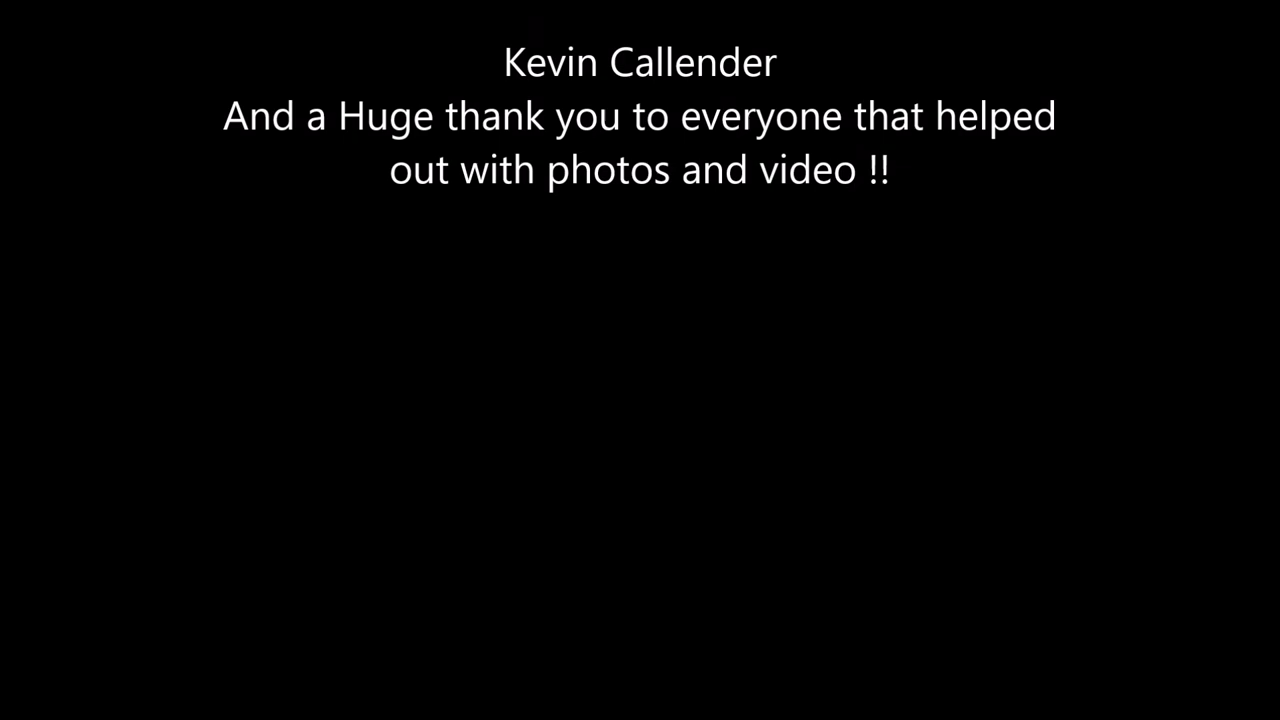 Kevin Callender
And a Huge thank you to everyone that helped
out with photos and video !!